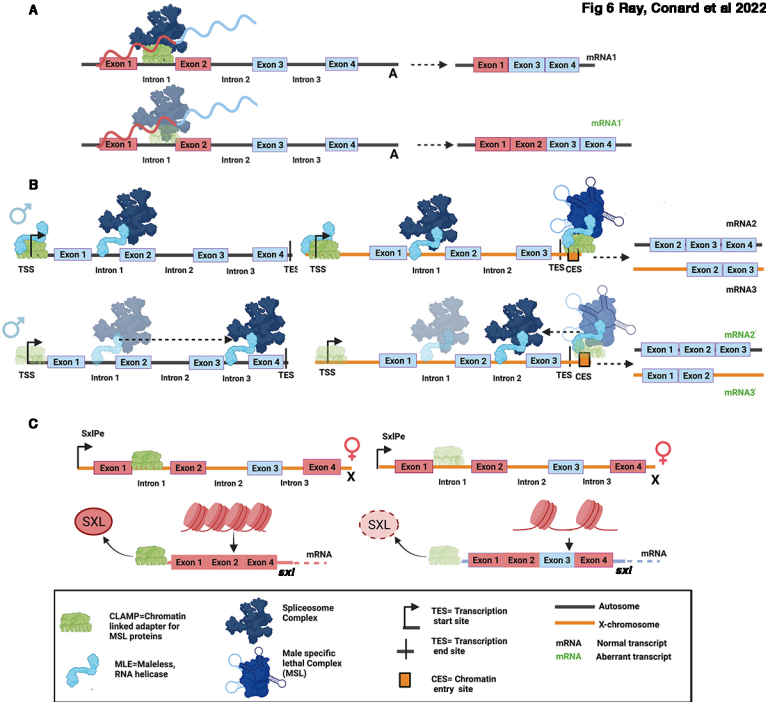 Fig 6 Ray, Conard et al 2022
A
Exon 1 Exon 2 Exon 3 Exon 4
Intron 1 Intron 2 Intron 3
A
Exon 1 Exon 3 Exon 4
mRNA1
Exon 1 Exon 2 Exon 3 Exon 4
Intron 1 Intron 2 Intron 3
A
mRNA1'
Exon 1 Exon 2 Exon 3 Exon 4
B
TSS
Exon 1 Exon 2 Exon 3 Exon 4
Intron 1 Intron 2 Intron 3
TES
TSS
Exon 1 Exon 2 Exon 3
Intron 1 Intron 2
TES CES
mRNA2
Exon 2 Exon 3 Exon 4
Exon 2 Exon 3
mRNA3
TSS
Exon 1 Exon 2 Exon 3 Exon 4
Intron 1 Intron 2 Intron 3
TES
TSS
Exon 1 Exon 2 Exon 3
Intron 1 Intron 2
TES CES
mRNA2'
Exon 1 Exon 2 Exon 3
Exon 1 Exon 2
mRNA3'
C
SxlPe
Exon 1 Exon 2 Exon 3 Exon 4
Intron 1 Intron 2 Intron 3
X
SxlPe
Exon 1 Exon 2 Exon 3 Exon 4
Intron 1 Intron 2 Intron 3
X
SXL
Exon 1 Exon 2 Exon 4
mRNA
sxl
SXL
Exon 1 Exon 2 Exon 3 Exon 4
mRNA
sxl
CLAMP=Chromatin
linked adapter for
MSL proteins
MLE=Maleless,
RNA helicase
Spliceosome
Complex
Male specific
lethal Complex
(MSL)
TES= Transcription
start site
TES= Transcription
end site
CES= Chromatin
entry site
Autosome
X-chromosome
mRNA Normal transcript
mRNA Aberrant transcript